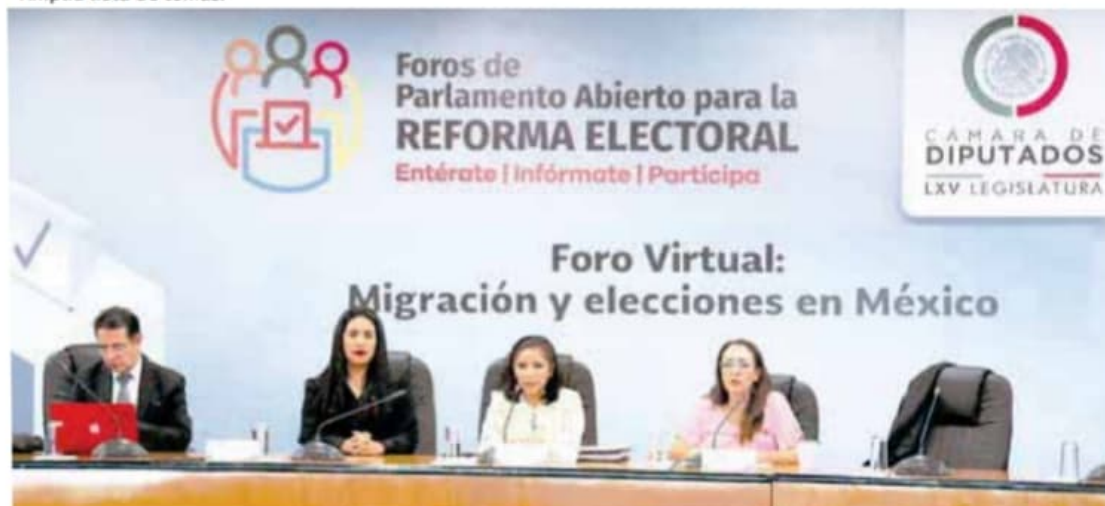 Foros de
Parlamento Abierto para la
REFORMA ELECTORAL
Entérate | Infórmate | Participa
CÁMARA DE
DIPUTADOS
LXV LEGISLATURA
Foro Virtual:
Migración y elecciones en México